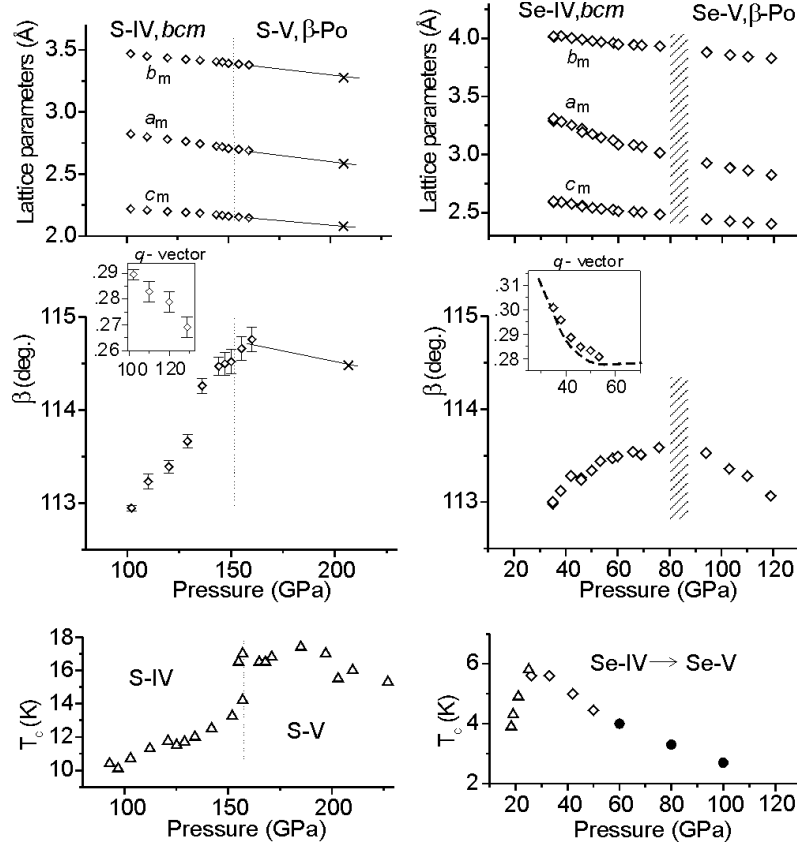 S-IV,bcm
S-V,β-Po
Lattice parameters (Å)
3.5
3.0
2.5
2.0
bm
am
cm
Se-IV,bcm
Se-V,β-Po
Lattice parameters (Å)
4.0
3.5
3.0
2.5
bm
am
cm
q- vector
.29
.28
.27
.26
100
120
β (deg.)
115
114
113
100
150
200
Pressure (GPa)
q- vector
.31
.30
.29
.28
40
60
β (deg.)
115
114
113
20
40
60
80
100
120
Pressure (GPa)
Tc (K)
18
16
14
12
10
S-IV
S-V
100
150
200
Pressure (GPa)
Tc (K)
6
4
2
Se-IV → Se-V
20
40
60
80
100
120
Pressure (GPa)